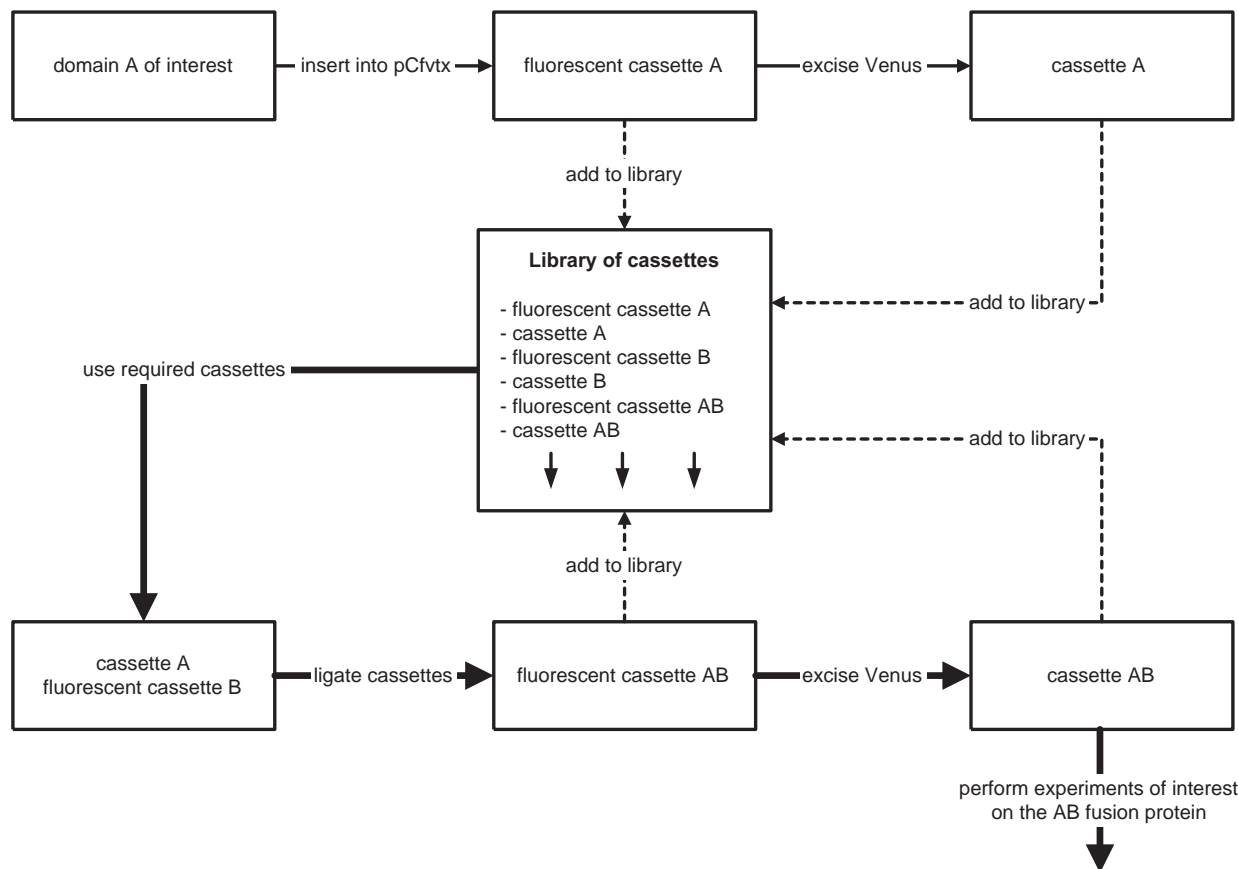 domain A of interest
insert into pCfvtx
fluorescent cassette A
excise Venus
cassette A
add to library
Library of cassettes
- fluorescent cassette A
- cassette A
- fluorescent cassette B
- cassette B
- fluorescent cassette AB
- cassette AB
add to library
use required cassettes
add to library
add to library
cassette A
fluorescent cassette B
ligate cassettes
fluorescent cassette AB
excise Venus
cassette AB
perform experiments of interest
on the AB fusion protein